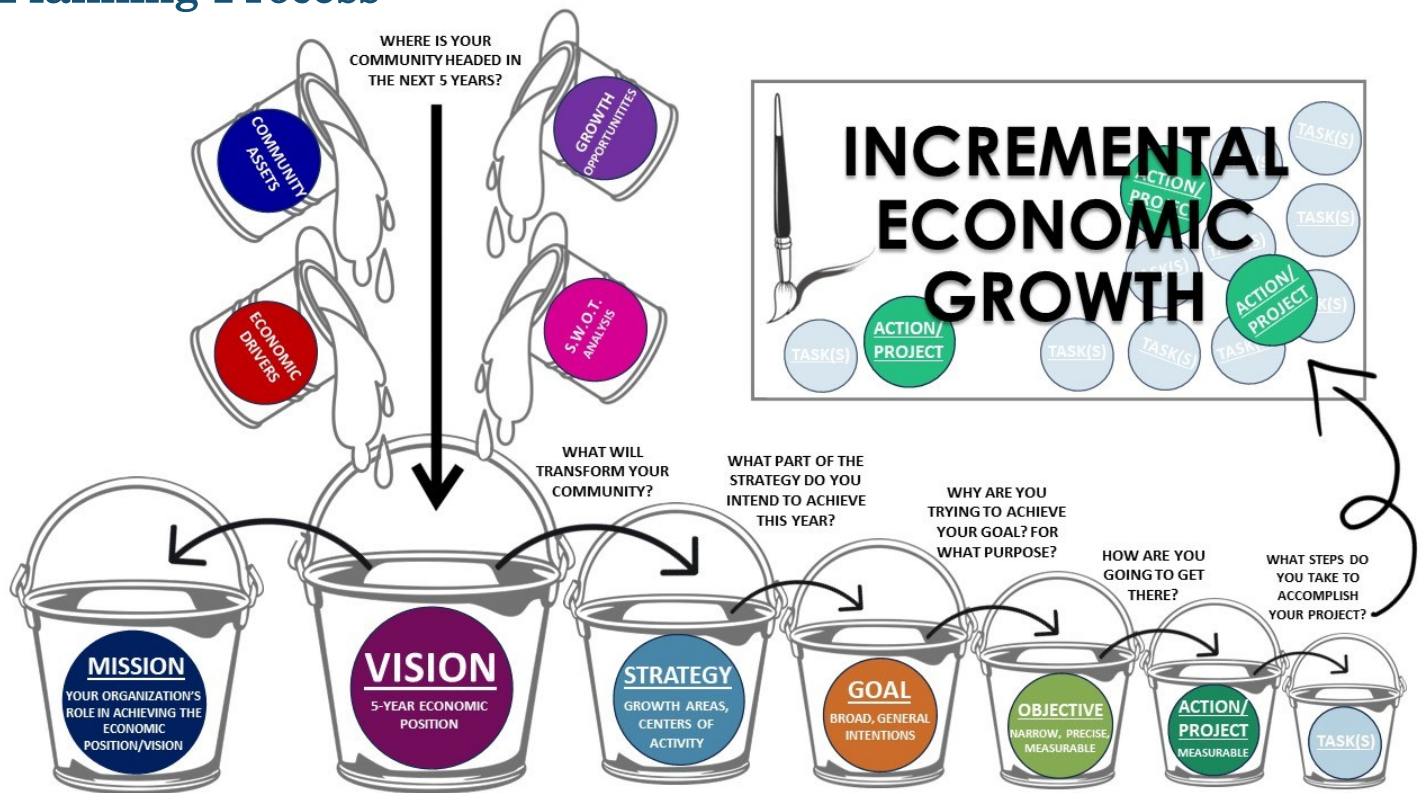 Planning Process
WHERE IS YOUR
COMMUNITY HEADED IN
THE NEXT 5 YEARS?
COMMUNITY
ASSETS
GROWTH
OPPORTUNITITES
ECONOMIC
DRIVERS
S.W.O.T.
ANALYSIS
INCREMENTAL
ECONOMIC
GROWTH
TASK(S)
ACTION/
PROJECT
TASK(S)
TASK(S)
ACTION/
PROJECT
TASK(S)
TASK(S)
ACTION/
PROJECT
TASK(S)
TASK(S)
TASK(S)
WHAT WILL
TRANSFORM YOUR
COMMUNITY?
WHAT PART OF THE
STRATEGY DO YOU
INTEND TO ACHIEVE
THIS YEAR?
WHY ARE YOU
TRYING TO ACHIEVE
YOUR GOAL? FOR
WHAT PURPOSE?
HOW ARE YOU
GOING TO GET
THERE?
WHAT STEPS DO
YOU TAKE TO
ACCOMPLISH
YOUR PROJECT?
MISSION
YOUR ORGANIZATION'S
ROLE IN ACHIEVING THE
ECONOMIC
POSITION/VISION
VISION
5-YEAR ECONOMIC
POSITION
STRATEGY
GROWTH AREAS,
CENTERS OF
ACTIVITY
GOAL
BROAD, GENERAL
INTENTIONS
OBJECTIVE
NARROW, PRECISE,
MEASURABLE
ACTION/
PROJECT
MEASURABLE
TASK(S)